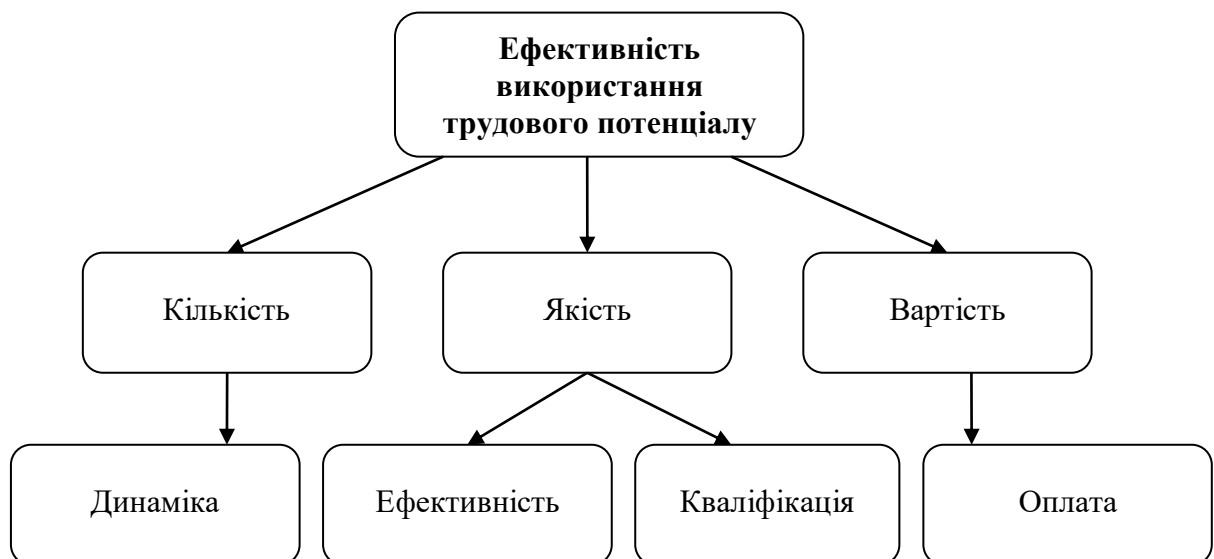 Ефективність
використання
трудового потенціалу
Кількість
Якість
Вартість
Динаміка
Ефективність
Кваліфікація
Оплата